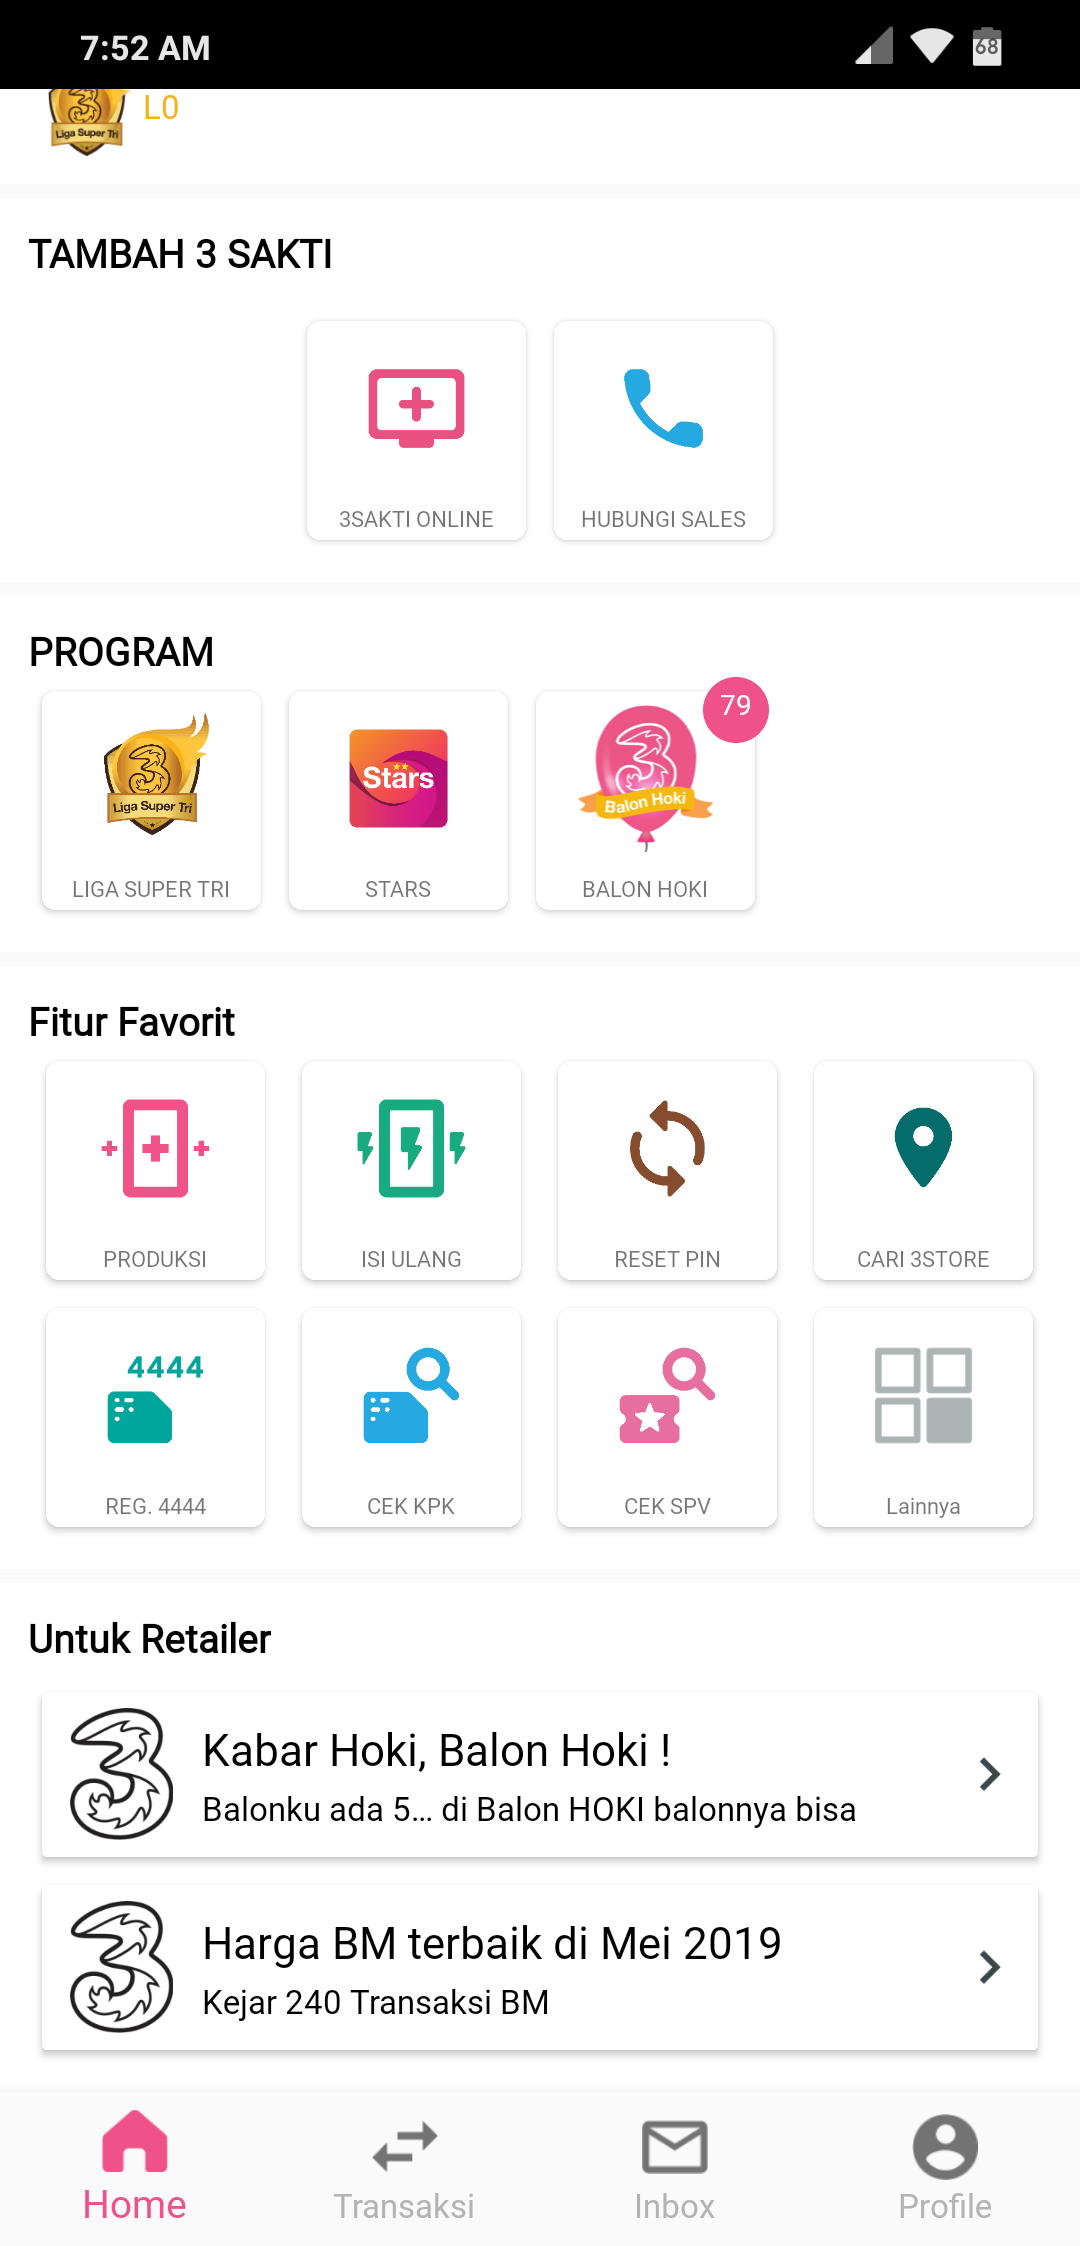 7:52 AM
68
Liga Super Tri
L0
TAMBAH 3 SAKTI
3SAKTI ONLINE
HUBUNGI SALES
PROGRAM
79
Liga Super Tri
Stars
Balon Hoki
LIGA SUPER TRI
STARS
BALON HOKI
Fitur Favorit
PRODUKSI
ISI ULANG
RESET PIN
CARI 3STORE
4444
REG. 4444
CEK KPK
CEK SPV
Lainnya
Untuk Retailer
Kabar Hoki, Balon Hoki !
Balonku ada 5... di Balon HOKI balonnya bisa
Harga BM terbaik di Mei 2019
Kejar 240 Transaksi BM
Home
Transaksi
Inbox
Profile